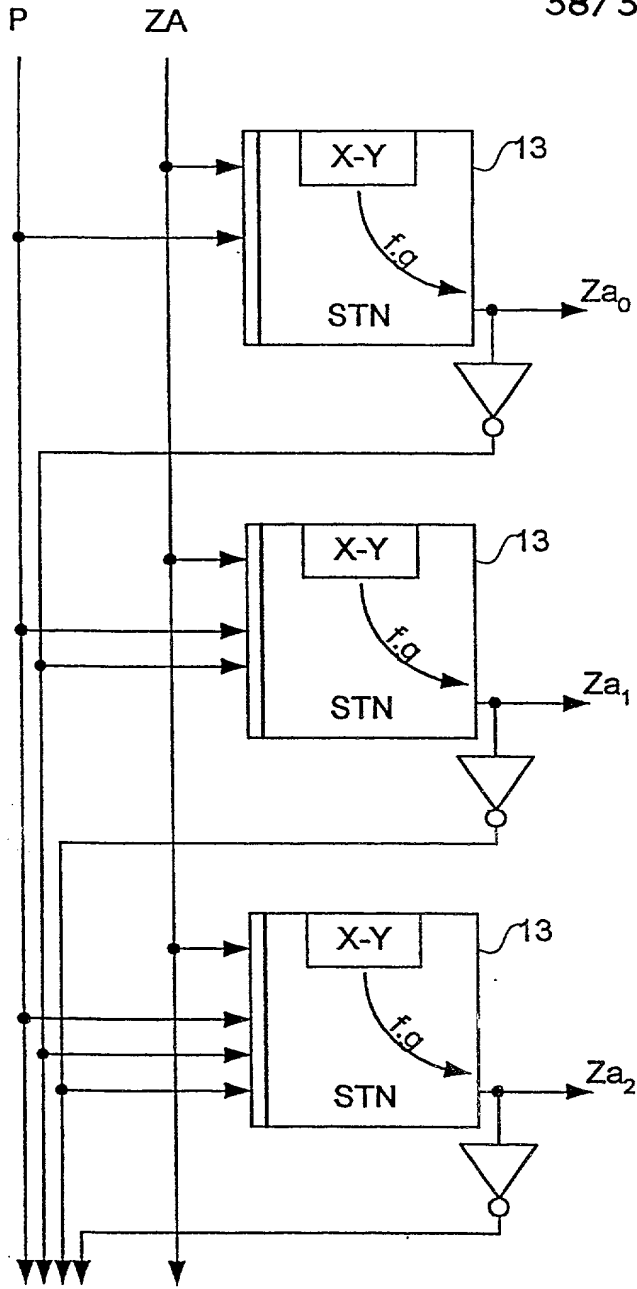 P ZA
X-Y
13
f.g
STN
Za₀
X-Y
13
f.g
STN
Za₁
X-Y
13
f.g
STN
Za₂